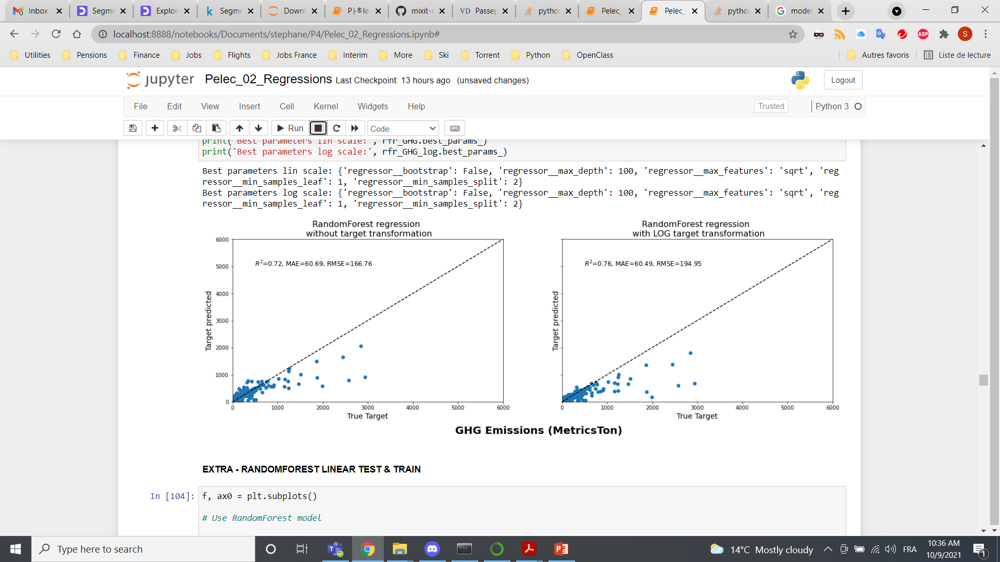 Inbox
Segme
Explor
Segme
Downl
P├®le
mixit-r
VD Passep
python
Pelec_
Pelec_
python
model
localhost:8888/notebooks/Documents/stephane/P4/Pelec_02_Regressions.ipynb#
ABP
S
Utilities
Pensions
Finance
Jobs
Flights
Jobs France
Interim
More
Ski
Torrent
Python
OpenClass
Autres favoris
Liste de lecture
jupyter Pelec_02_Regressions Last Checkpoint: 13 hours ago (unsaved changes)
Logout
File Edit View Insert Cell Kernel Widgets Help
Trusted
Python 3
Run
Code
print('Best parameters lin scale:', rfr_GHG.best_params_)
print('Best parameters log scale:', rfr_GHG_log.best_params_)
Best parameters lin scale: {'regressor__bootstrap': False, 'regressor__max_depth': 100, 'regressor__max_features': 'sqrt', 'reg
ressor__min_samples_leaf': 1, 'regressor__min_samples_split': 2}
Best parameters log scale: {'regressor__bootstrap': False, 'regressor__max_depth': 100, 'regressor__max_features': 'sqrt', 'reg
ressor__min_samples_leaf': 1, 'regressor__min_samples_split': 2}
RandomForest regression
without target transformation
R²=0.72, MAE=60.69, RMSE=166.76
6000
5000
4000
3000
2000
1000
0
Target predicted
0 1000 2000 3000 4000 5000 6000
True Target
RandomForest regression
with LOG target transformation
R²=0.76, MAE=60.49, RMSE=194.95
Target predicted
0 1000 2000 3000 4000 5000 6000
True Target
GHG Emissions (MetricsTon)
EXTRA - RANDOMFOREST LINEAR TEST & TRAIN
In [104]:
f, ax0 = plt.subplots()
# Use RandomForest model
Type here to search
14°C Mostly cloudy
FRA
10:36 AM
10/9/2021
1